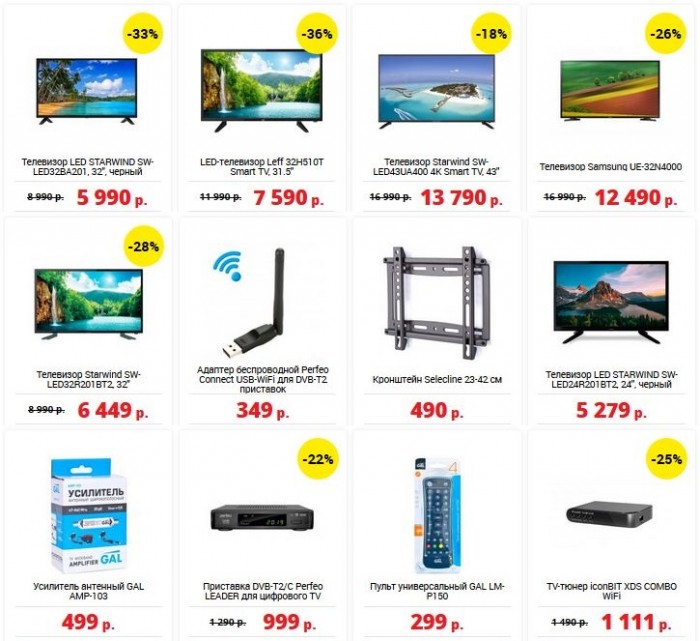 -33%
Телевизор LED STARWIND SW-
LED32BA201, 32", черный
8 990 р. 5 990 р.
-36%
LED-телевизор Leff 32H510T
Smart TV, 31.5"
11 990 р. 7 590 р.
-18%
Телевизор Starwind SW-
LED43UA400 4K Smart TV, 43"
16 990 р. 13 790 р.
-26%
Телевизор Samsung UE-32N4000
16 990 р. 12 490 р.
-28%
Телевизор Starwind SW-
LED32R201BT2, 32"
8 990 р. 6 449 р.
Адаптер беспроводной Perfeo
Connect USB-WiFi для DVB-T2
приставок
349 р.
Кронштейн Selecline 23-42 см
490 р.
Телевизор LED STARWIND SW-
LED24R201BT2, 24", черный
5 279 р.
УСИЛИТЕЛЬ
AMPLIFIER GAL
Усилитель антенный GAL
AMP-103
499 р.
-22%
2019
Приставка DVB-T2/C Perfeo
LEADER для цифрового TV
1 290 р. 999 р.
GAL
4
Пульт универсальный GAL LM-
P150
299 р.
-25%
TV-тюнер iconBIT XDS COMBO
WiFi
1 490 р. 1 111 р.